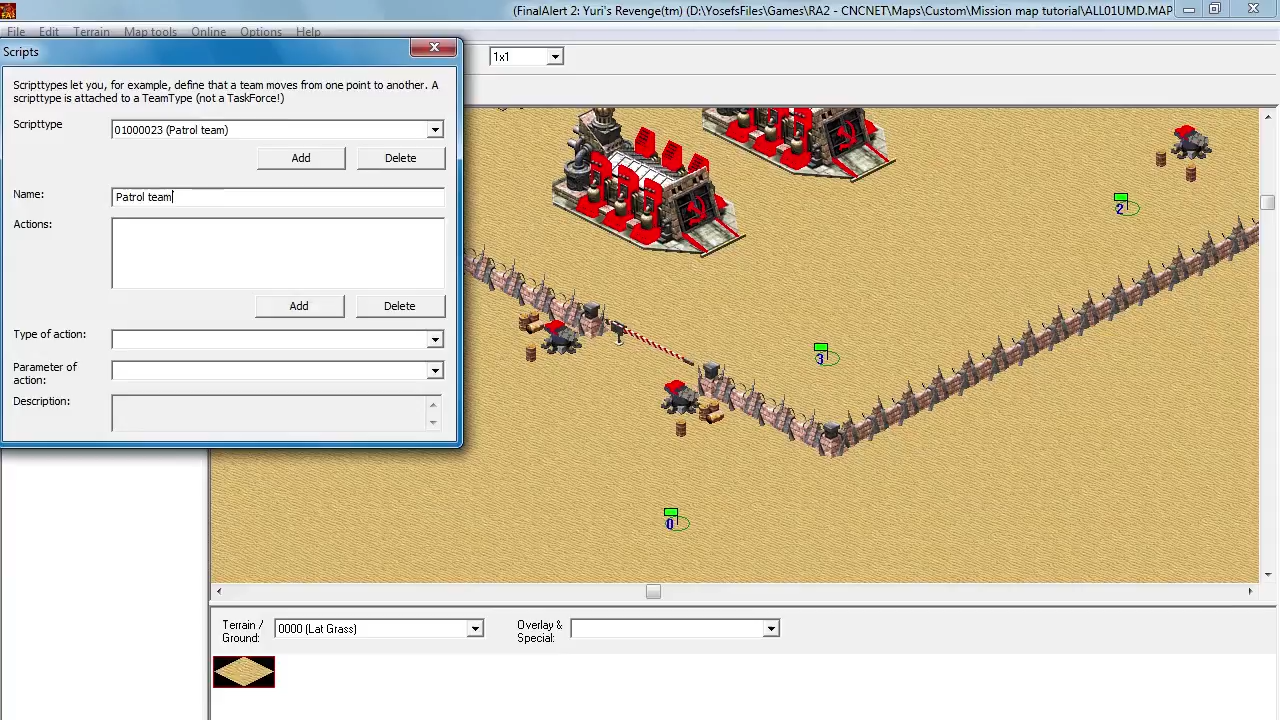 (FinalAlert 2: Yuri's Revenge(tm) (D:\YosefsFiles\Games\RA2 - CNCNET\Maps\Custom\Mission map tutorial\ALL01UMD.MAP
File Edit Terrain Map tools Online Options Help
Scripts
1x1
Scripttypes let you, for example, define that a team moves from one point to another. A
scripttype is attached to a TeamType (not a TaskForce!)
Scripttype
01000023 (Patrol team)
Add
Delete
Name:
Patrol team
Actions:
Add
Delete
Type of action:
Parameter of
action:
Description:
2
3
0
Terrain /
Ground:
0000 (Lat Grass)
Overlay &
Special: